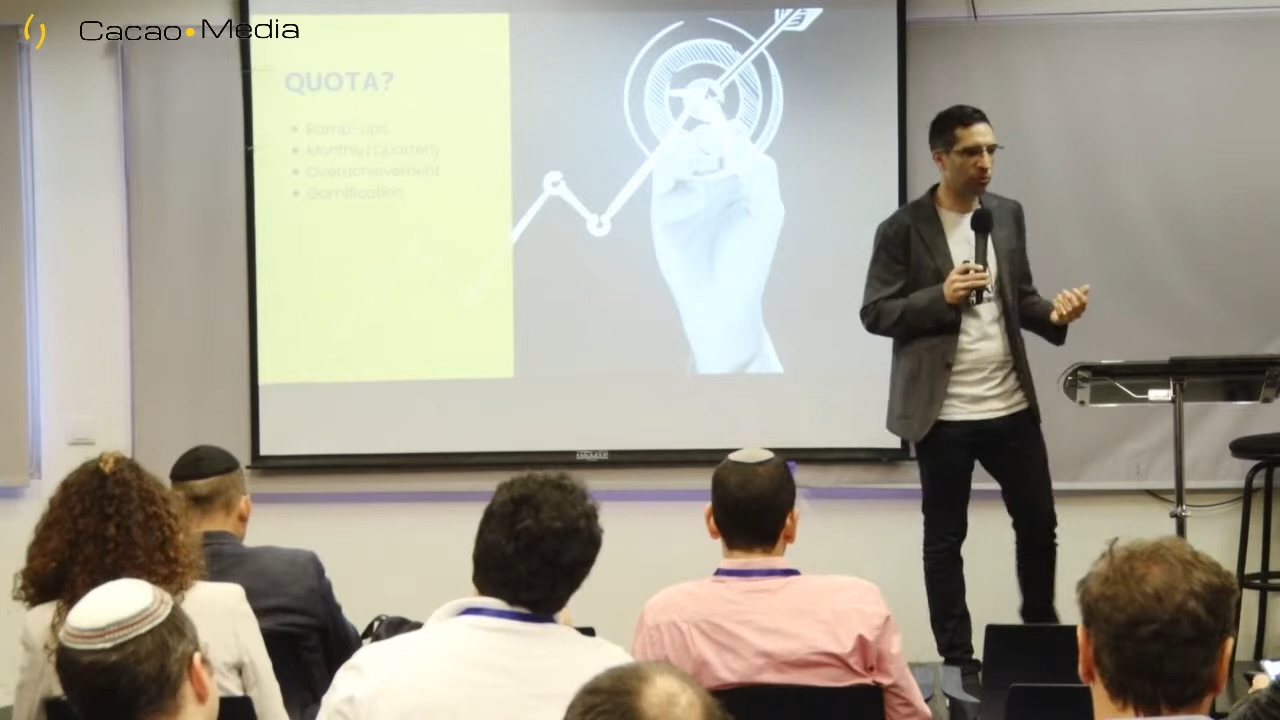 Cacao Media
QUOTA?
Ramp-ups
Monthly / Quarterly
Overachievement
Gamification